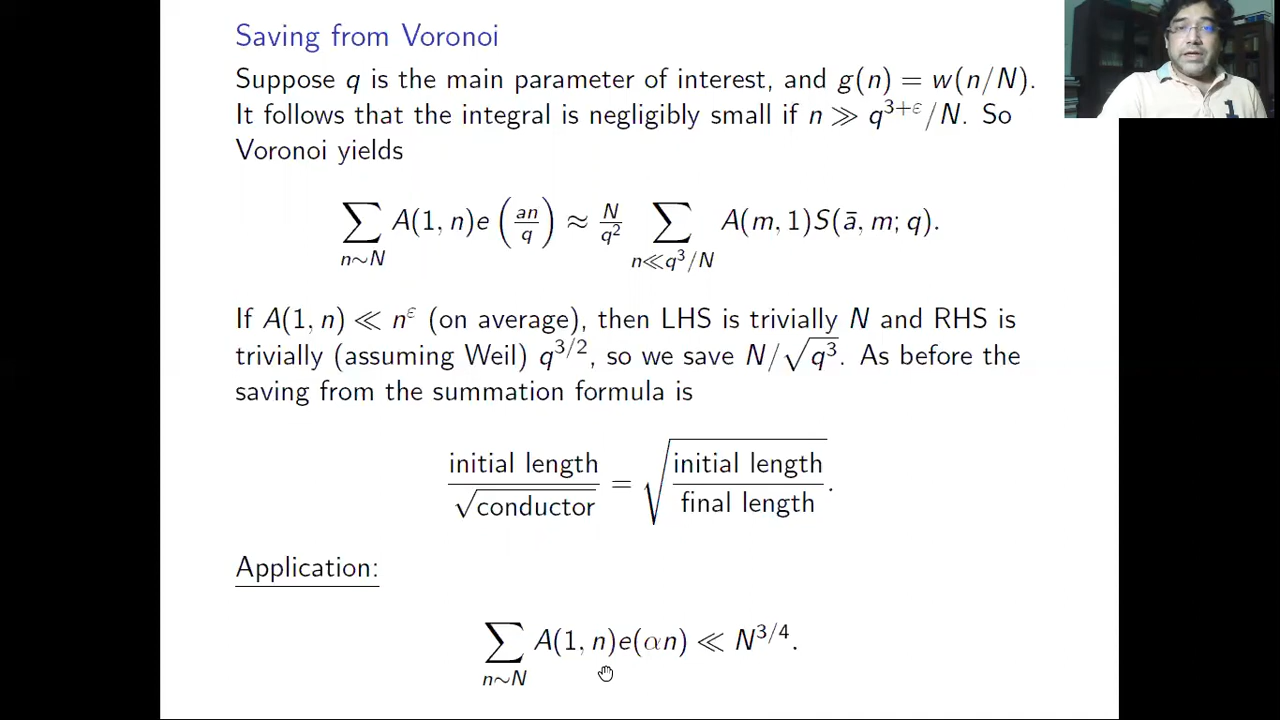 Saving from Voronoi
Suppose q is the main parameter of interest, and g(n) = w(n/N).
It follows that the integral is negligibly small if n ≫ q^{3+ε}/N. So
Voronoi yields
∑_{n∼N} A(1, n)e(an/q) ≈ N/q² ∑_{n≪q³/N} A(m, 1)S(ā, m; q).
If A(1, n) ≪ n^ε (on average), then LHS is trivially N and RHS is
trivially (assuming Weil) q^{3/2}, so we save N/√q³. As before the
saving from the summation formula is
initial length/√conductor = √(initial length/final length).
Application:
∑_{n∼N} A(1, n)e(αn) ≪ N^{3/4}.